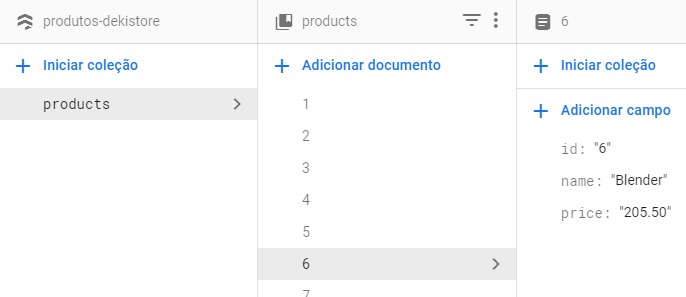 produtos-dekistore
Iniciar coleção
products
products
Adicionar documento
1
2
3
4
5
6
7
6
Iniciar coleção
Adicionar campo
id: "6"
name: "Blender"
price: "205.50"